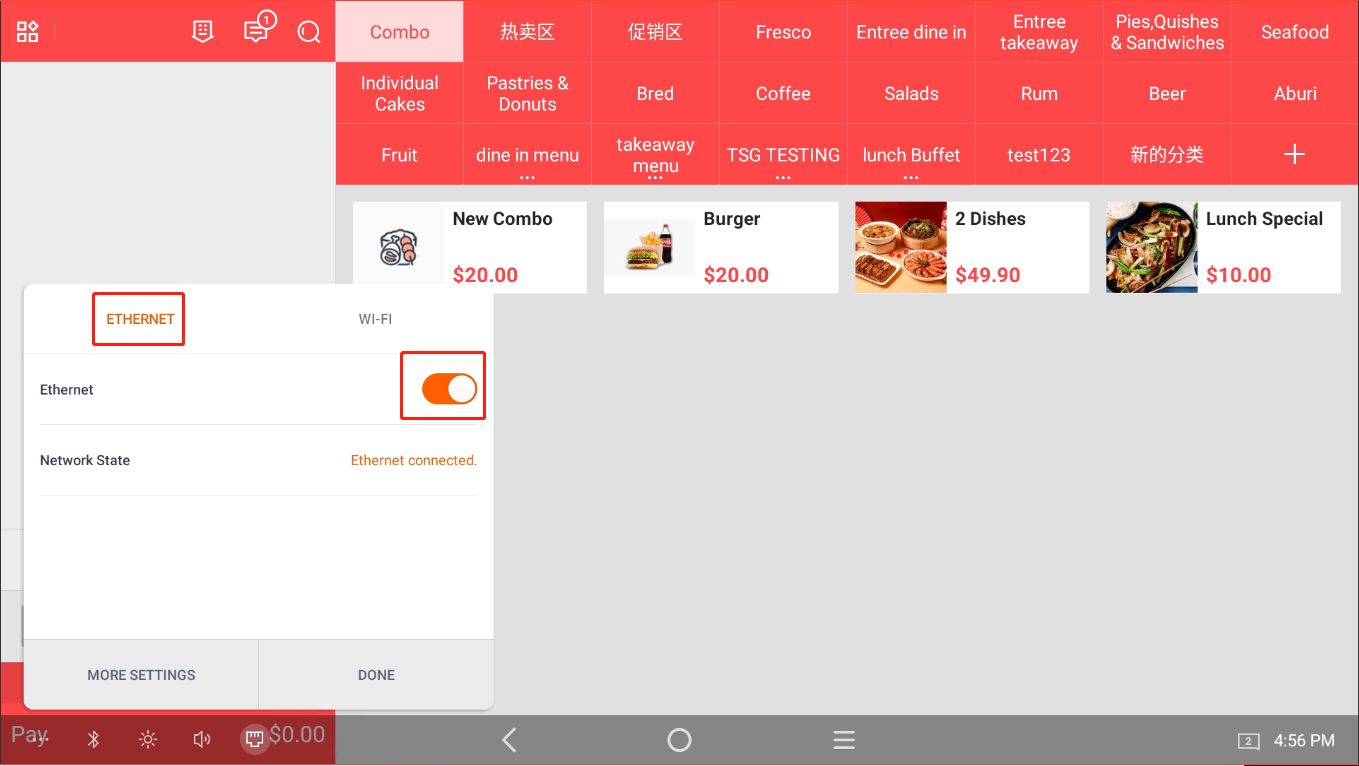 1
Combo
热卖区
促销区
Fresco
Entree dine in
Entree
takeaway
Pies,Quishes
& Sandwiches
Seafood
Individual
Cakes
Pastries &
Donuts
Bred
Coffee
Salads
Rum
Beer
Aburi
Fruit
dine in menu
...
takeaway
menu
...
TSG TESTING
...
lunch Buffet
...
test123
新的分类
+
New Combo
$20.00
Burger
$20.00
2 Dishes
$49.90
Lunch Special
$10.00
ETHERNET
WI-FI
Ethernet
Network State
Ethernet connected.
MORE SETTINGS
DONE
Pay
$0.00
2
4:56 PM